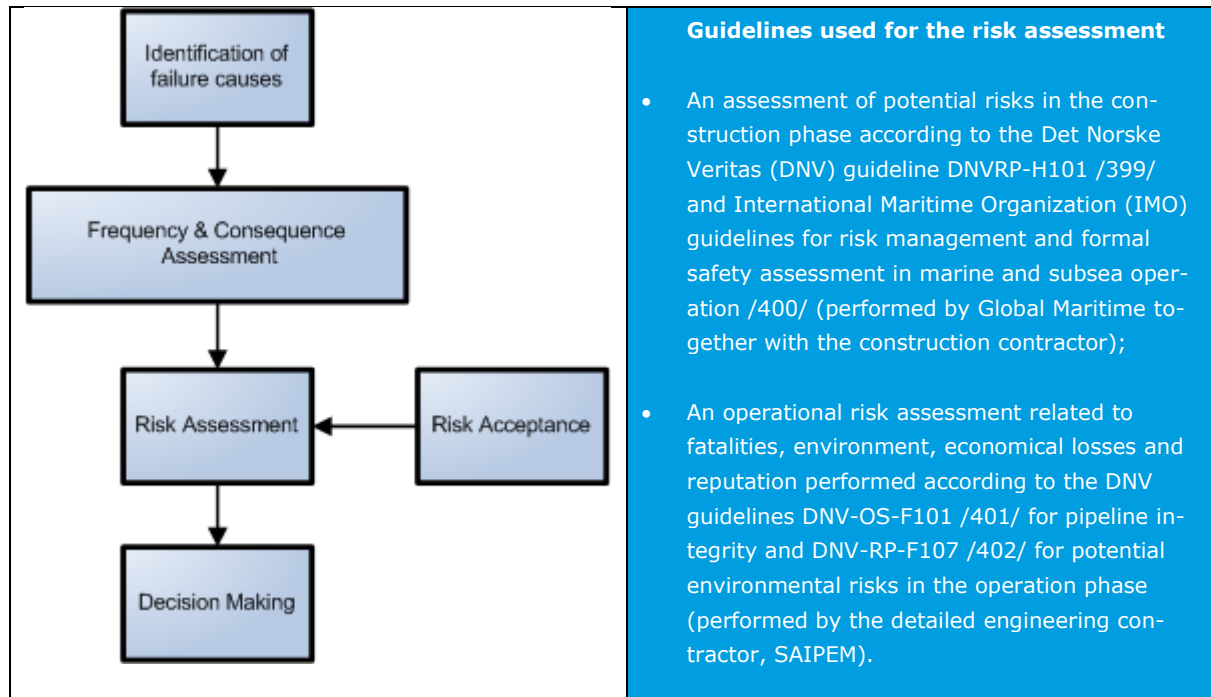 Identification of
failure causes
Frequency & Consequence
Assessment
Risk Assessment
Risk Acceptance
Decision Making
Guidelines used for the risk assessment
• An assessment of potential risks in the con-
struction phase according to the Det Norske
Veritas (DNV) guideline DNVRP-H101 /399/
and International Maritime Organization (IMO)
guidelines for risk management and formal
safety assessment in marine and subsea oper-
ation /400/ (performed by Global Maritime to-
gether with the construction contractor);
• An operational risk assessment related to
fatalities, environment, economical losses and
reputation performed according to the DNV
guidelines DNV-OS-F101 /401/ for pipeline in-
tegrity and DNV-RP-F107 /402/ for potential
environmental risks in the operation phase
(performed by the detailed engineering con-
tractor, SAIPEM).